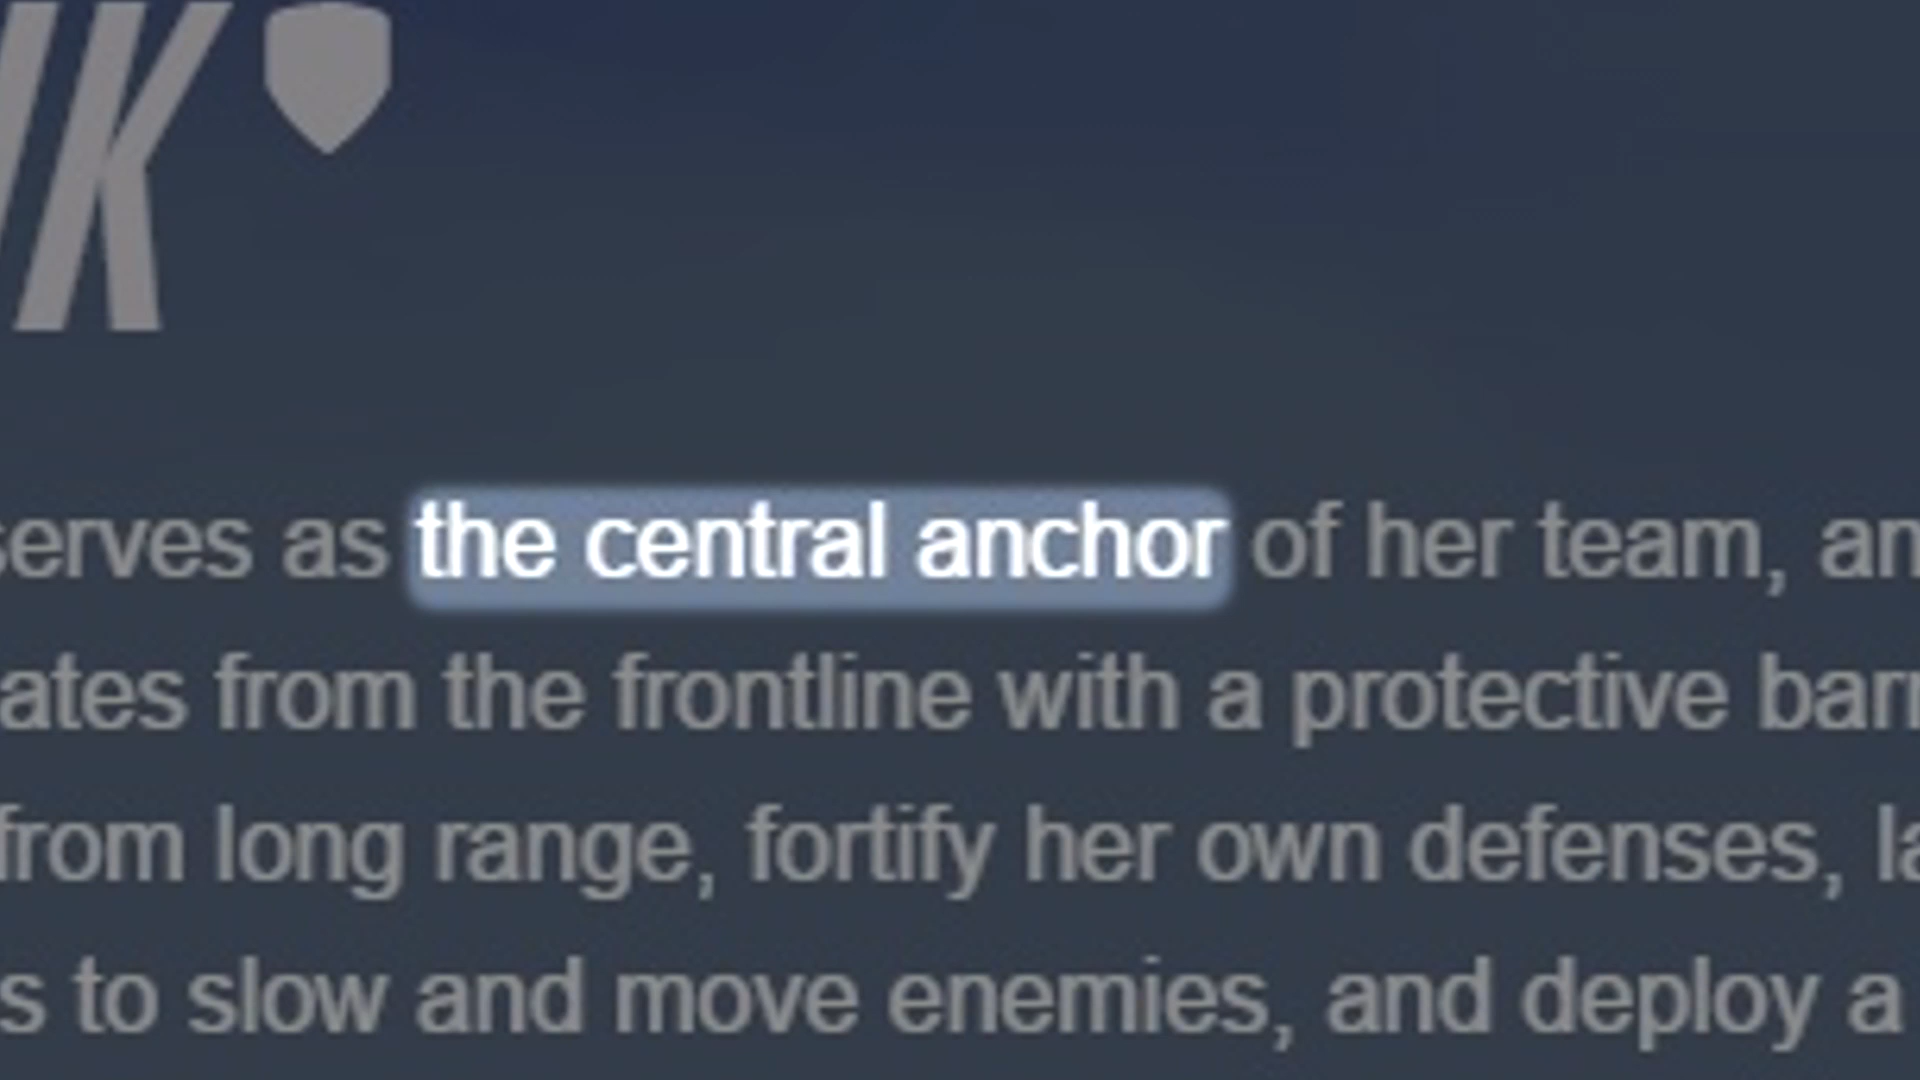 K
serves as the central anchor of her team, an
ates from the frontline with a protective barr
from long range, fortify her own defenses, la
s to slow and move enemies, and deploy a